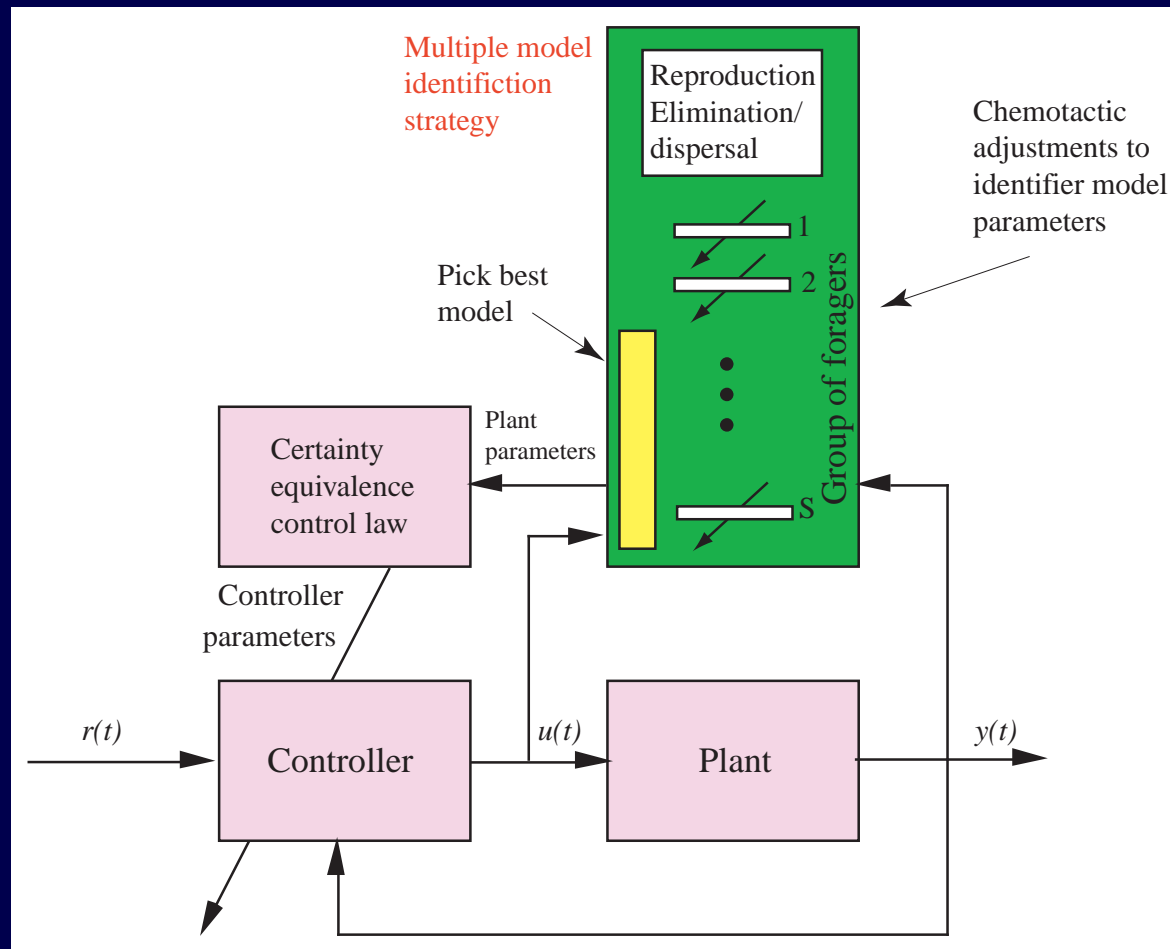 Multiple model
identifiction
strategy
Reproduction
Elimination/
dispersal
Chemotactic
adjustments to
identifier model
parameters
1
2
S
Group of foragers
Pick best
model
Plant
parameters
Certainty
equivalence
control law
Controller
parameters
r(t)
Controller
u(t)
Plant
y(t)